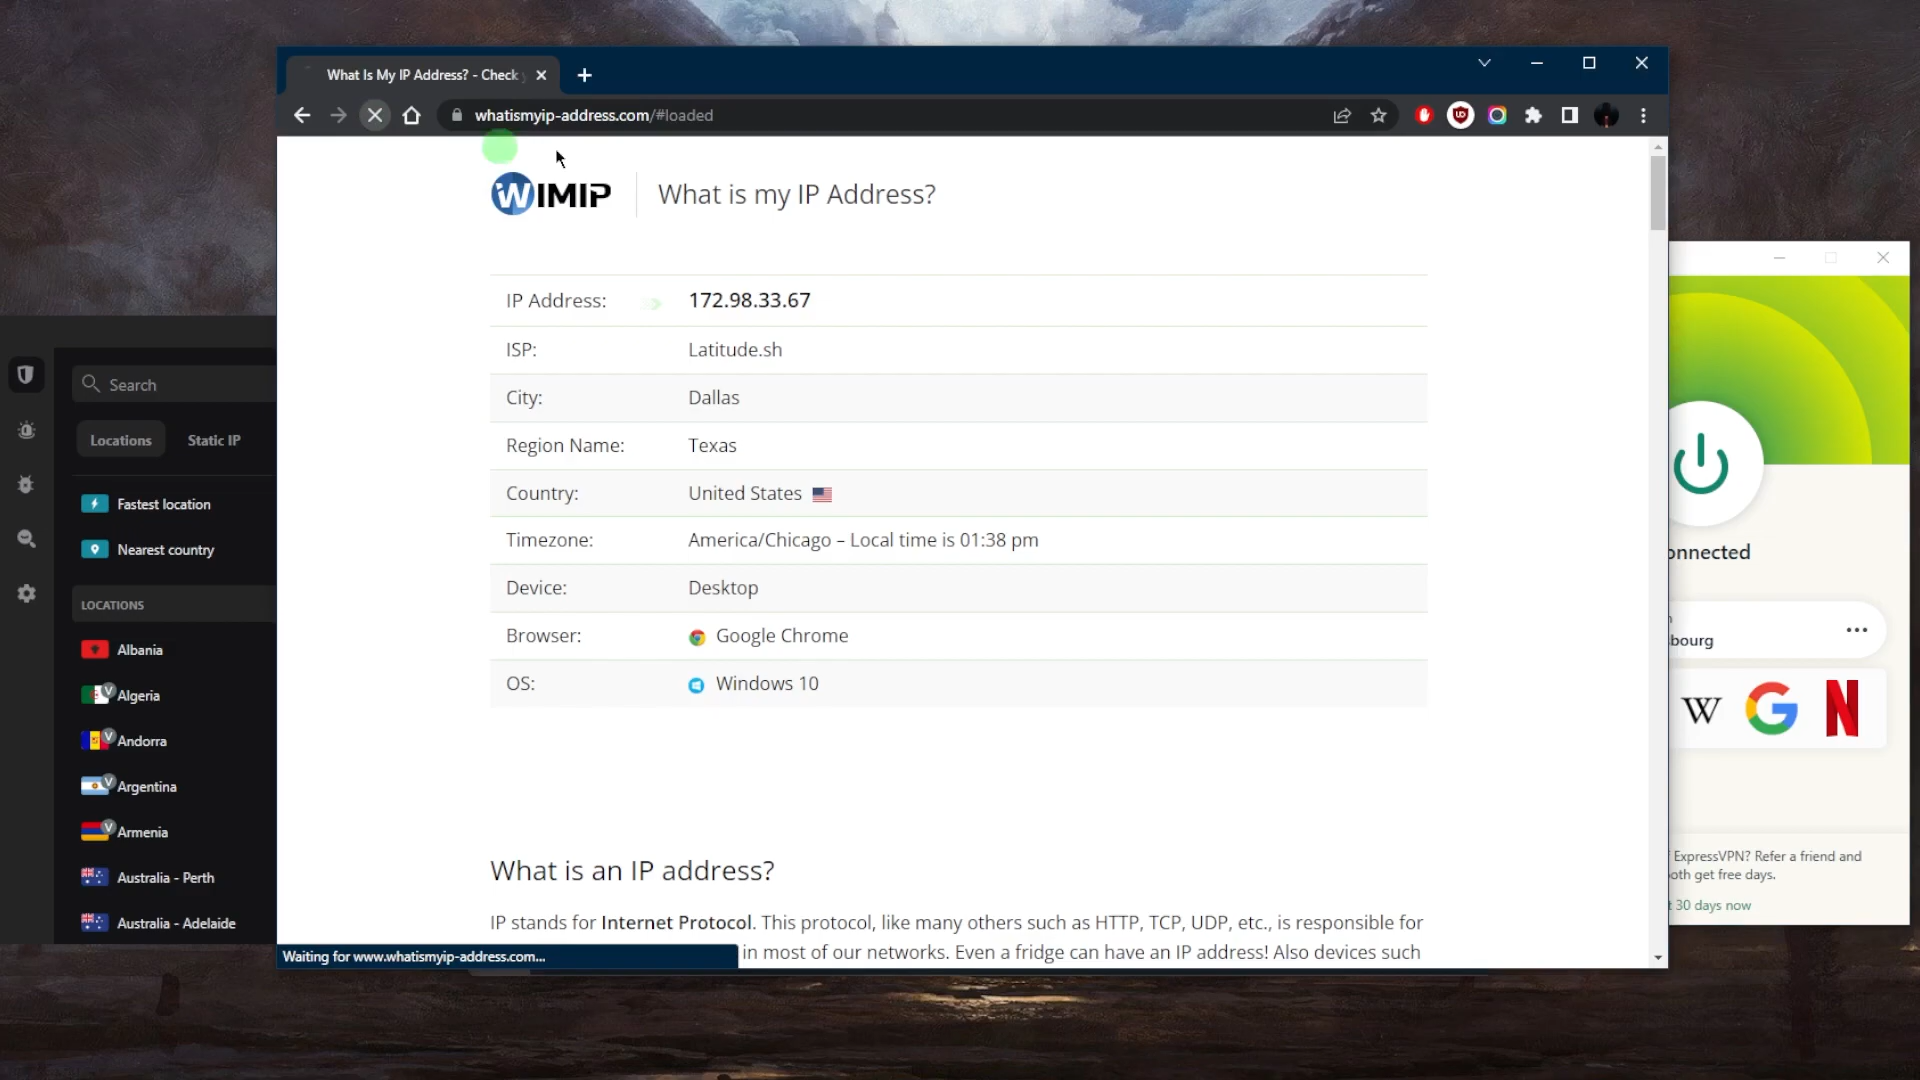 What Is My IP Address? - Check
whatismyip-address.com/#loaded
WIMIP
What is my IP Address?
IP Address: 172.98.33.67
ISP: Latitude.sh
City: Dallas
Region Name: Texas
Country: United States
Timezone: America/Chicago – Local time is 01:38 pm
Device: Desktop
Browser: Google Chrome
OS: Windows 10
What is an IP address?
IP stands for Internet Protocol. This protocol, like many others such as HTTP, TCP, UDP, etc., is responsible for
in most of our networks. Even a fridge can have an IP address! Also devices such
Waiting for www.whatismyip-address.com...
Search
Locations Static IP
Fastest location
Nearest country
LOCATIONS
Albania
V Algeria
V Andorra
V Argentina
V Armenia
Australia - Perth
Australia - Adelaide
onnected
bourg
W G N
ExpressVPN? Refer a friend and
oth get free days.
t 30 days now